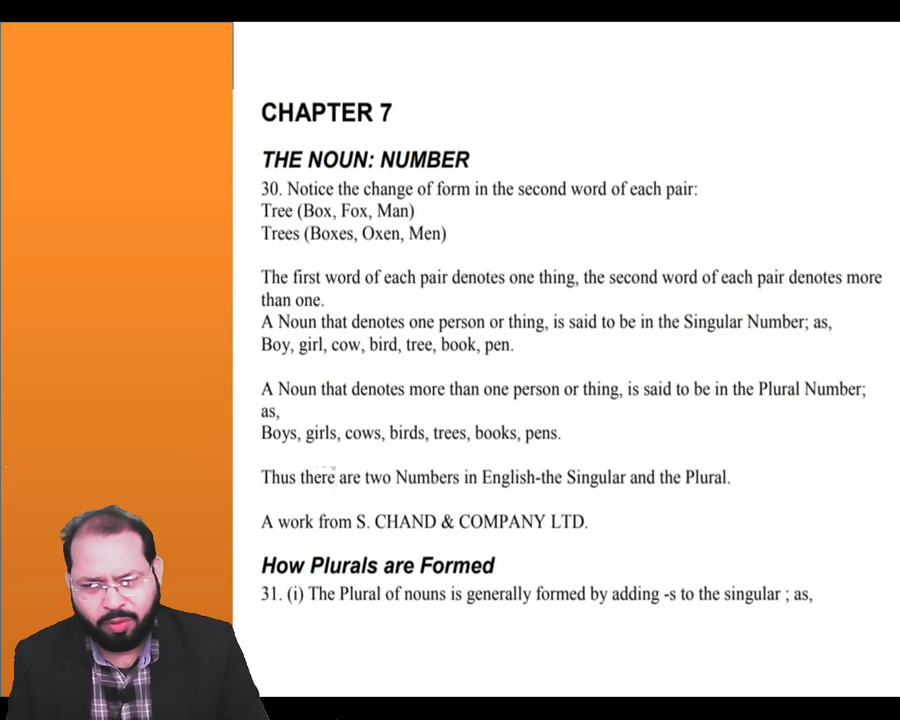 CHAPTER 7
THE NOUN: NUMBER
30. Notice the change of form in the second word of each pair:
Tree (Box, Fox, Man)
Trees (Boxes, Oxen, Men)
The first word of each pair denotes one thing, the second word of each pair denotes more
than one.
A Noun that denotes one person or thing, is said to be in the Singular Number; as,
Boy, girl, cow, bird, tree, book, pen.
A Noun that denotes more than one person or thing, is said to be in the Plural Number;
as,
Boys, girls, cows, birds, trees, books, pens.
Thus there are two Numbers in English-the Singular and the Plural.
A work from S. CHAND & COMPANY LTD.
How Plurals are Formed
31. (i) The Plural of nouns is generally formed by adding -s to the singular ; as,